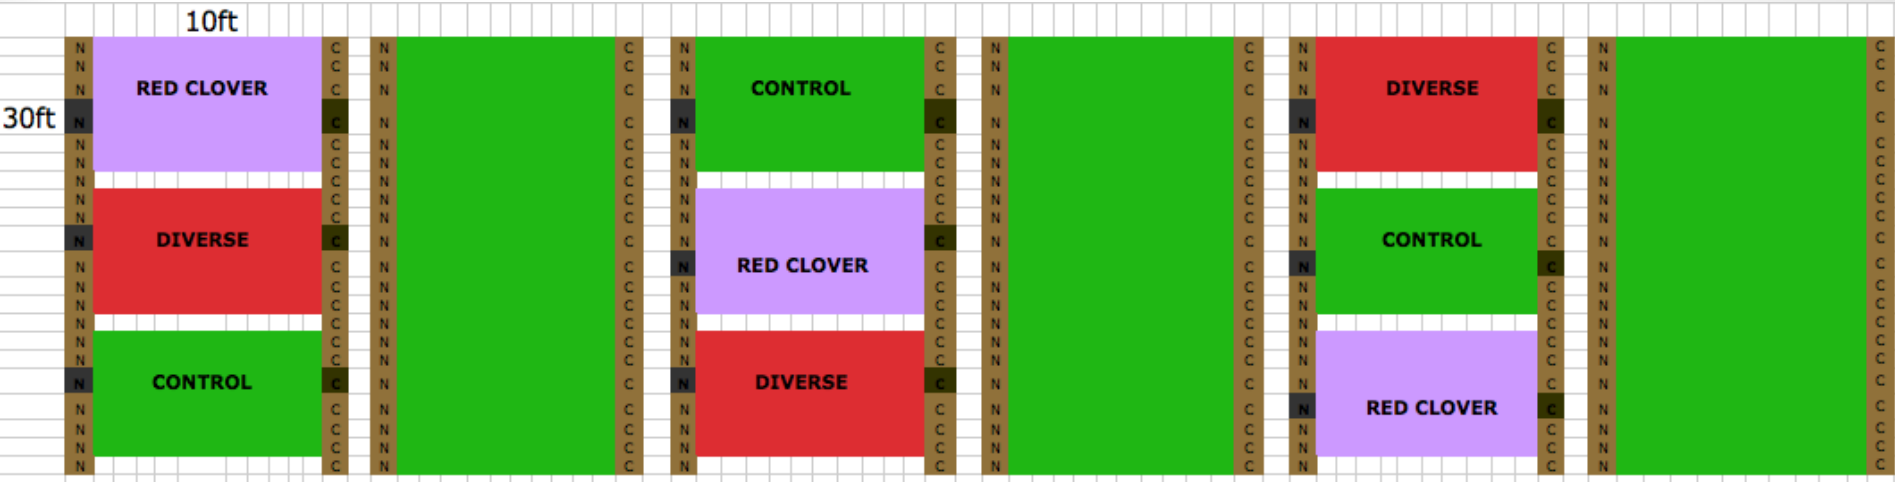 10ft
N C N C N C N C N C N C
N C N C N C N C N C N C
N RED CLOVER C N C N CONTROL C N C N DIVERSE C N C
30ft N C N C N C N C N C N C
N C N C N C N C N C N C
N C N C N C N C N C N C
N C N C N C N C N C N C
N C N C N C N C N C N C
N C N C N C N C N C N C
N DIVERSE C N C N C N C N CONTROL C N C
N C N C N RED CLOVER C N C N C N C
N C N C N C N C N C N C
N C N C N C N C N C N C
N C N C N C N C N C N C
N C N C N C N C N C N C
N C N C N C N C N C N C
N CONTROL C N C N DIVERSE C N C N C N C
N C N C N C N C N RED CLOVER C N C
N C N C N C N C N C N C
N C N C N C N C N C N C
N C N C N C N C N C N C